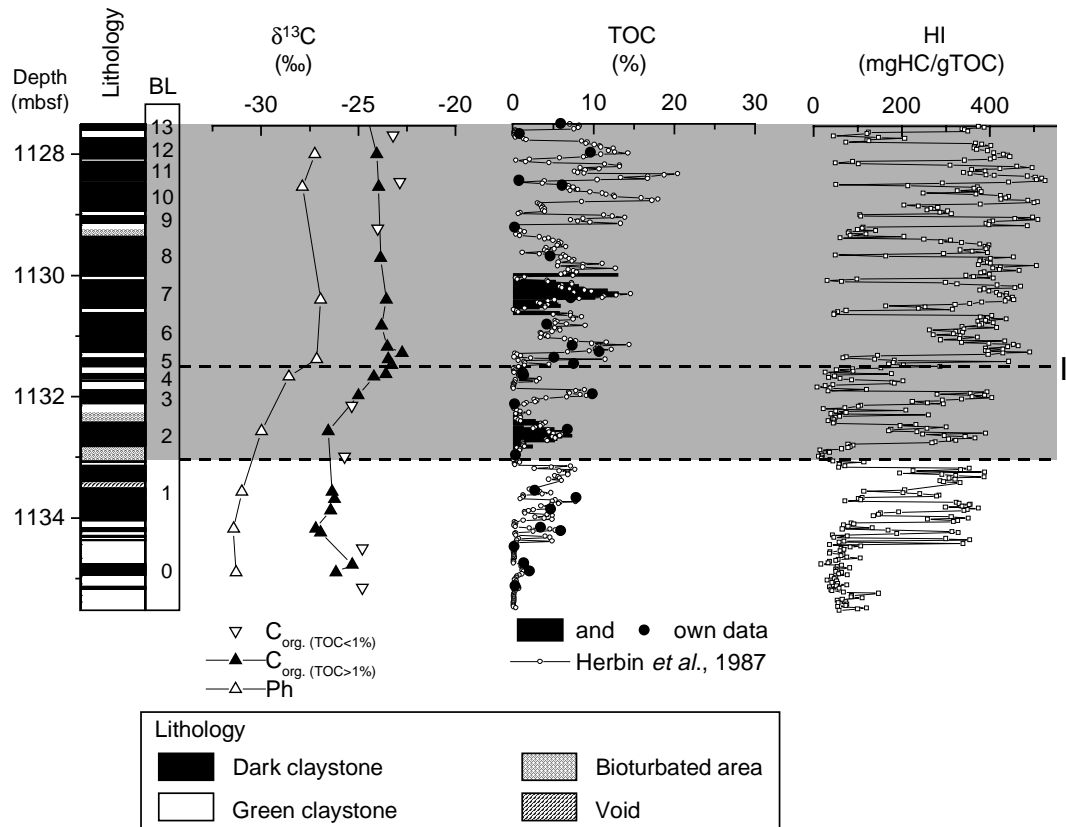 δ13C TOC HI
(‰) (%) (mgHC/gTOC)
Depth
(mbsf)
Lithology
BL
-30 -25 -20
0 10 20 30
0 200 400
1128
1130
1132
1134
13
12
11
10
9
8
7
6
5
4
3
2
1
0
I
Corg. (TOC<1%)
Corg. (TOC>1%)
Ph
and own data
Herbin et al., 1987
Lithology
Dark claystone
Green claystone
Bioturbated area
Void